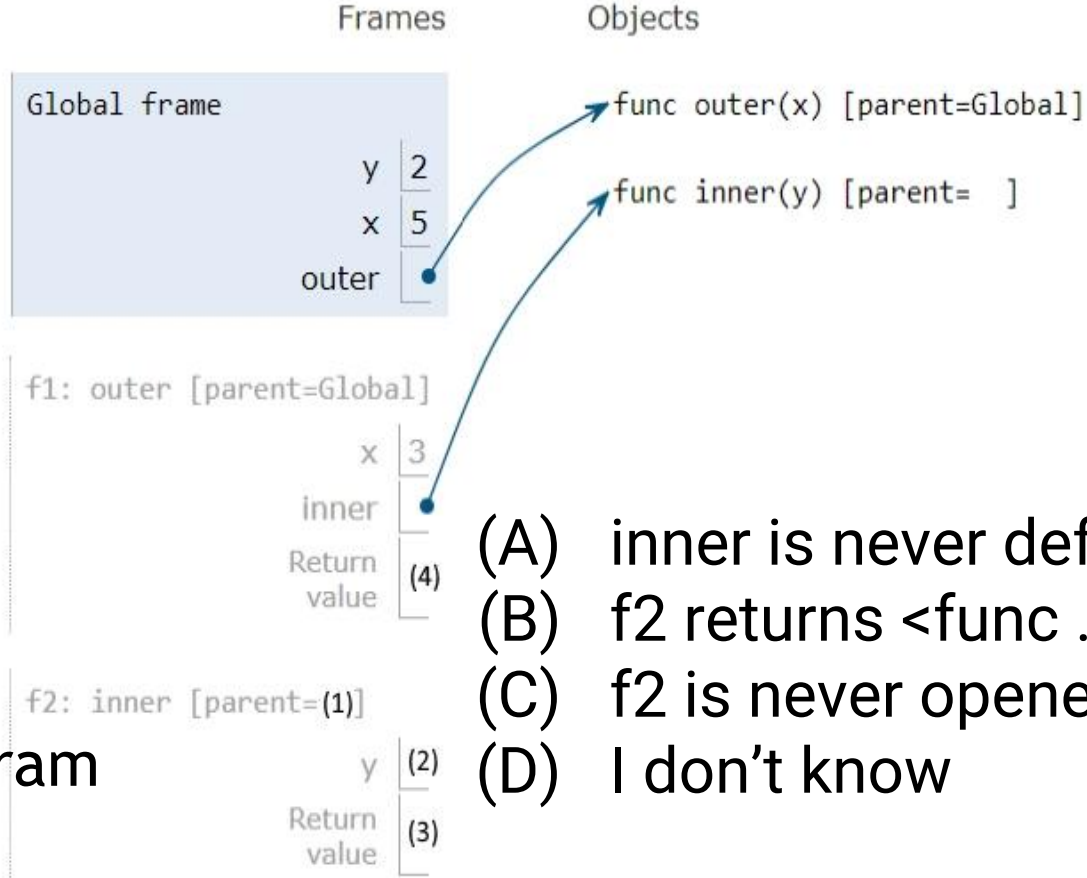 Frames Objects
Global frame
func outer(x) [parent=Global]
y 2
func inner(y) [parent= ]
x 5
outer
f1: outer [parent=Global]
x 3
inner
Return value (4)
(A) inner is never def
(B) f2 returns <func .
(C) f2 is never opene
(D) I don't know
f2: inner [parent=(1)]
ram
y (2)
Return value (3)